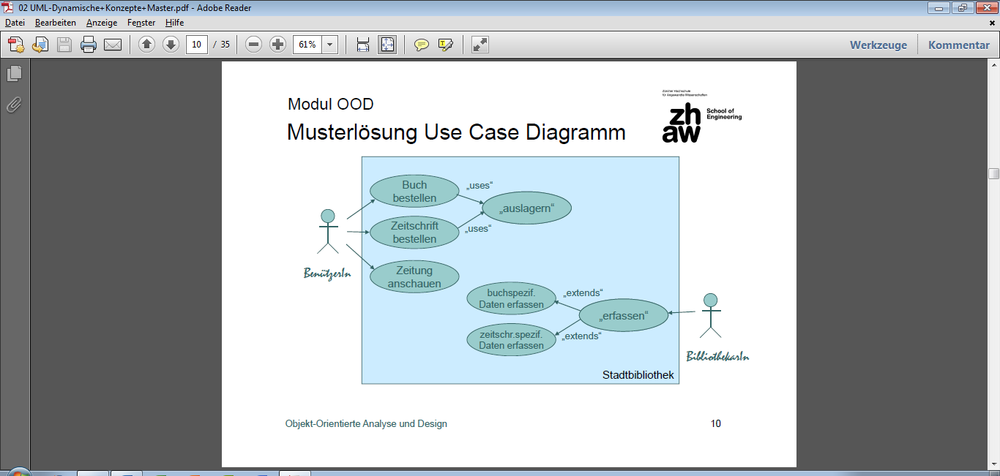 02 UML-Dynamische+Konzepte+Master.pdf - Adobe Reader
Datei Bearbeiten Anzeige Fenster Hilfe
10 / 35 61% Werkzeuge Kommentar
Zürcher Hochschule
für Angewandte Wissenschaften
Modul OOD
zh
aw
School of
Engineering
Musterlösung Use Case Diagramm
Buch
bestellen
„uses“
„auslagern“
Zeitschrift
bestellen
„uses“
BenützerIn
Zeitung
anschauen
buchspezif.
Daten erfassen
„extends“
„erfassen“
zeitschr.spezif.
Daten erfassen
„extends“
BibliothekarIn
Stadtbibliothek
Objekt-Orientierte Analyse und Design
10